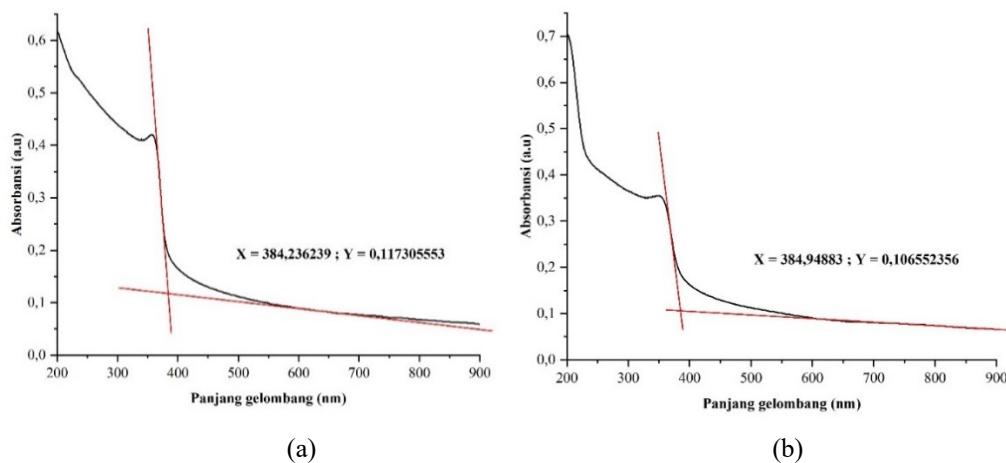 0,6
0,5
0,4
0,3
0,2
0,1
0,0
Absorbansi (a.u)
X = 384,236239 ; Y = 0,117305553
200 300 400 500 600 700 800 900
Panjang gelombang (nm)
(a)
0,7
0,6
0,5
0,4
0,3
0,2
0,1
0,0
Absorbansi (a.u)
X = 384,94883 ; Y = 0,106552356
200 300 400 500 600 700 800 900
Panjang gelombang (nm)
(b)